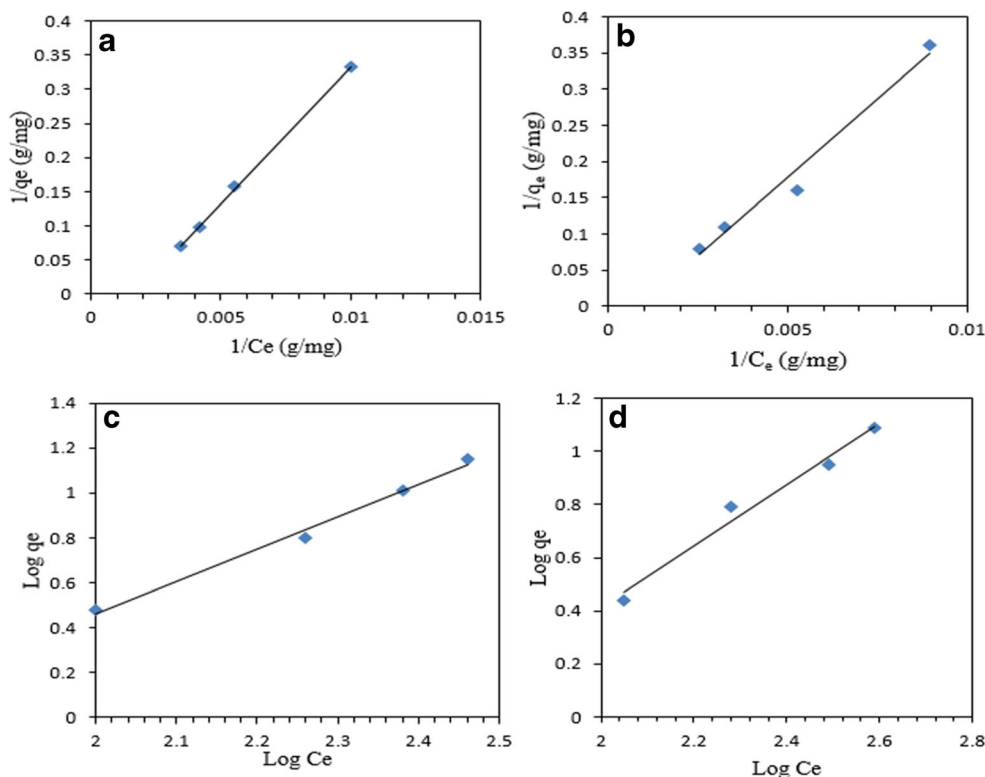 a
0.4
0.35
0.3
0.25
0.2
0.15
0.1
0.05
0
1/qe (g/mg)
0 0.005 0.01 0.015
1/Ce (g/mg)
b
0.4
0.35
0.3
0.25
0.2
0.15
0.1
0.05
0
1/qₑ (g/mg)
0 0.005 0.01
1/Cₑ (g/mg)
c
1.4
1.2
1
0.8
0.6
0.4
0.2
0
Log qe
2 2.1 2.2 2.3 2.4 2.5
Log Ce
d
1.2
1
0.8
0.6
0.4
0.2
0
Log qe
2 2.2 2.4 2.6 2.8
Log Ce